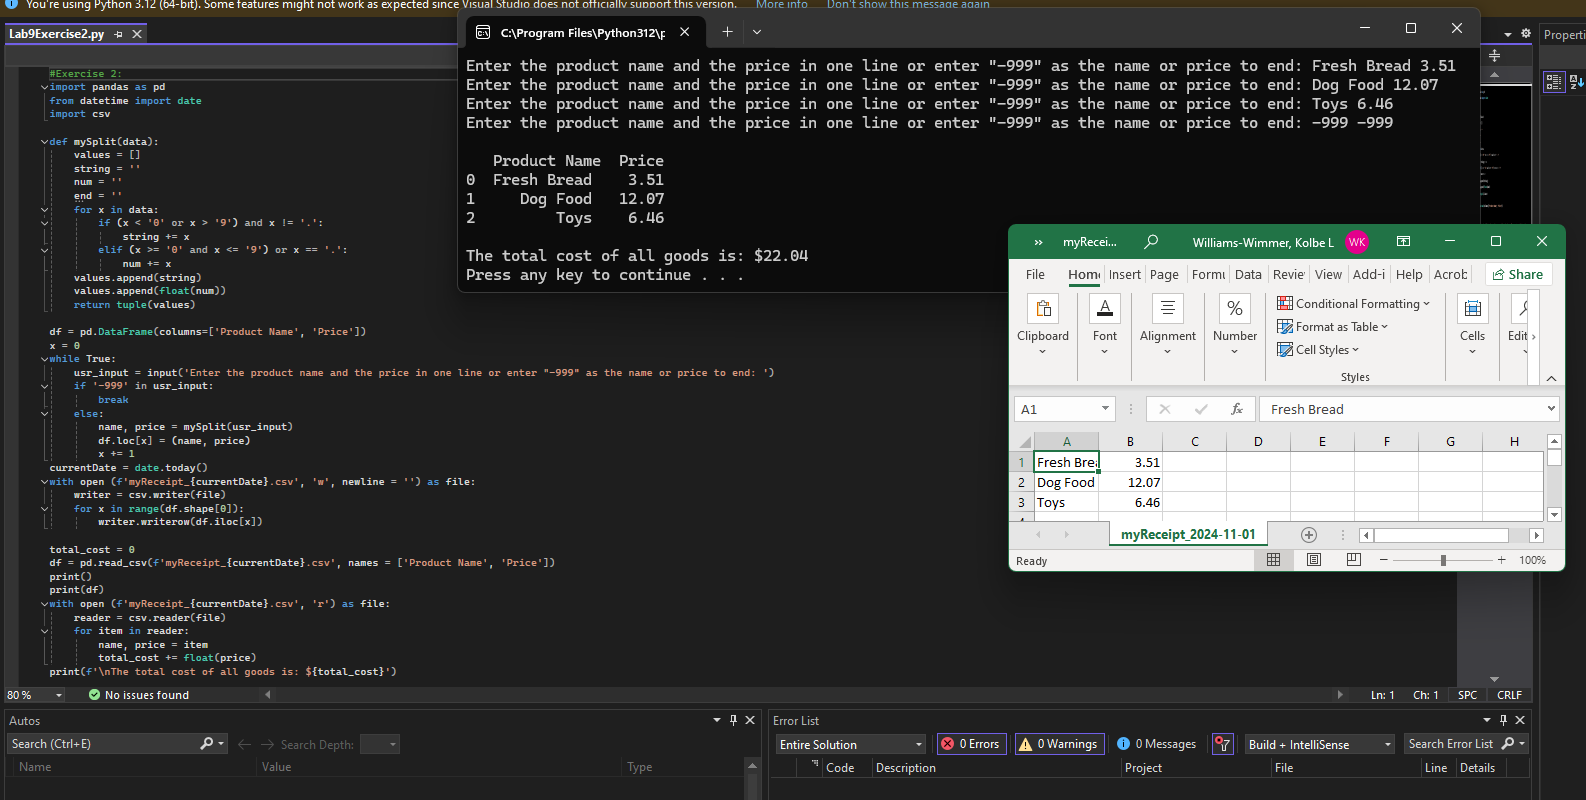 You're using Python 3.12 (64-bit). Some features might not work as expected since Visual Studio does not officially support this version. More info Don't show this message again
Lab9Exercise2.py
#Exercise 2:
import pandas as pd
from datetime import date
import csv
def mySplit(data):
values = []
string = ''
num = ''
end = ''
for x in data:
if (x < '0' or x > '9') and x != '.':
string += x
elif (x >= '0' and x <= '9') or x == '.':
num += x
values.append(string)
values.append(float(num))
return tuple(values)
df = pd.DataFrame(columns=['Product Name', 'Price'])
x = 0
while True:
usr_input = input('Enter the product name and the price in one line or enter "-999" as the name or price to end: ')
if '-999' in usr_input:
break
else:
name, price = mySplit(usr_input)
df.loc[x] = (name, price)
x += 1
currentDate = date.today()
with open (f'myReceipt_{currentDate}.csv', 'w', newline = '') as file:
writer = csv.writer(file)
for x in range(df.shape[0]):
writer.writerow(df.iloc[x])
total_cost = 0
df = pd.read_csv(f'myReceipt_{currentDate}.csv', names = ['Product Name', 'Price'])
print()
print(df)
with open (f'myReceipt_{currentDate}.csv', 'r') as file:
reader = csv.reader(file)
for item in reader:
name, price = item
total_cost += float(price)
print(f'\nThe total cost of all goods is: ${total_cost}')
80 % No issues found Ln: 1 Ch: 1 SPC CRLF
C:\Program Files\Python312\p
Enter the product name and the price in one line or enter "-999" as the name or price to end: Fresh Bread 3.51
Enter the product name and the price in one line or enter "-999" as the name or price to end: Dog Food 12.07
Enter the product name and the price in one line or enter "-999" as the name or price to end: Toys 6.46
Enter the product name and the price in one line or enter "-999" as the name or price to end: -999 -999
Product Name Price
0 Fresh Bread 3.51
1 Dog Food 12.07
2 Toys 6.46
The total cost of all goods is: $22.04
Press any key to continue . . .
Properti
» myRecei... Williams-Wimmer, Kolbe L WK
File Home Insert Page Formu Data Review View Add-i Help Acrob Share
Clipboard Font Alignment Number
Conditional Formatting
Format as Table
Cell Styles
Styles
Cells Edit
A1 fx Fresh Bread
A B C D E F G H
1 Fresh Brea 3.51
2 Dog Food 12.07
3 Toys 6.46
4
myReceipt_2024-11-01
Ready 100%
Autos
Search (Ctrl+E) Search Depth:
Name Value Type
Error List
Entire Solution 0 Errors 0 Warnings 0 Messages Build + IntelliSense Search Error List
Code Description Project File Line Details